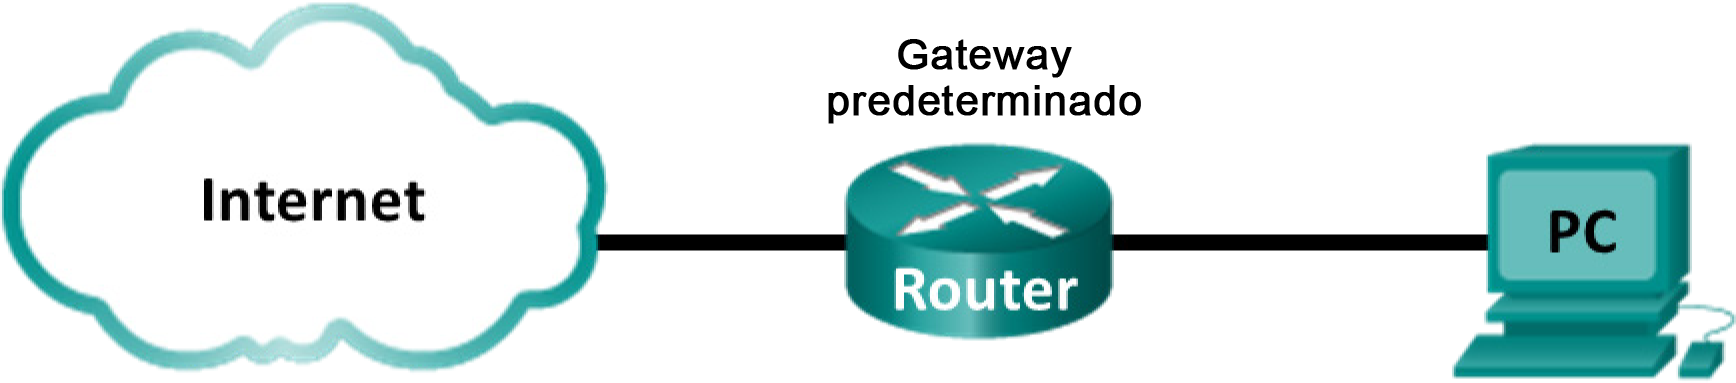 Internet
Gateway
predeterminado
Router
PC